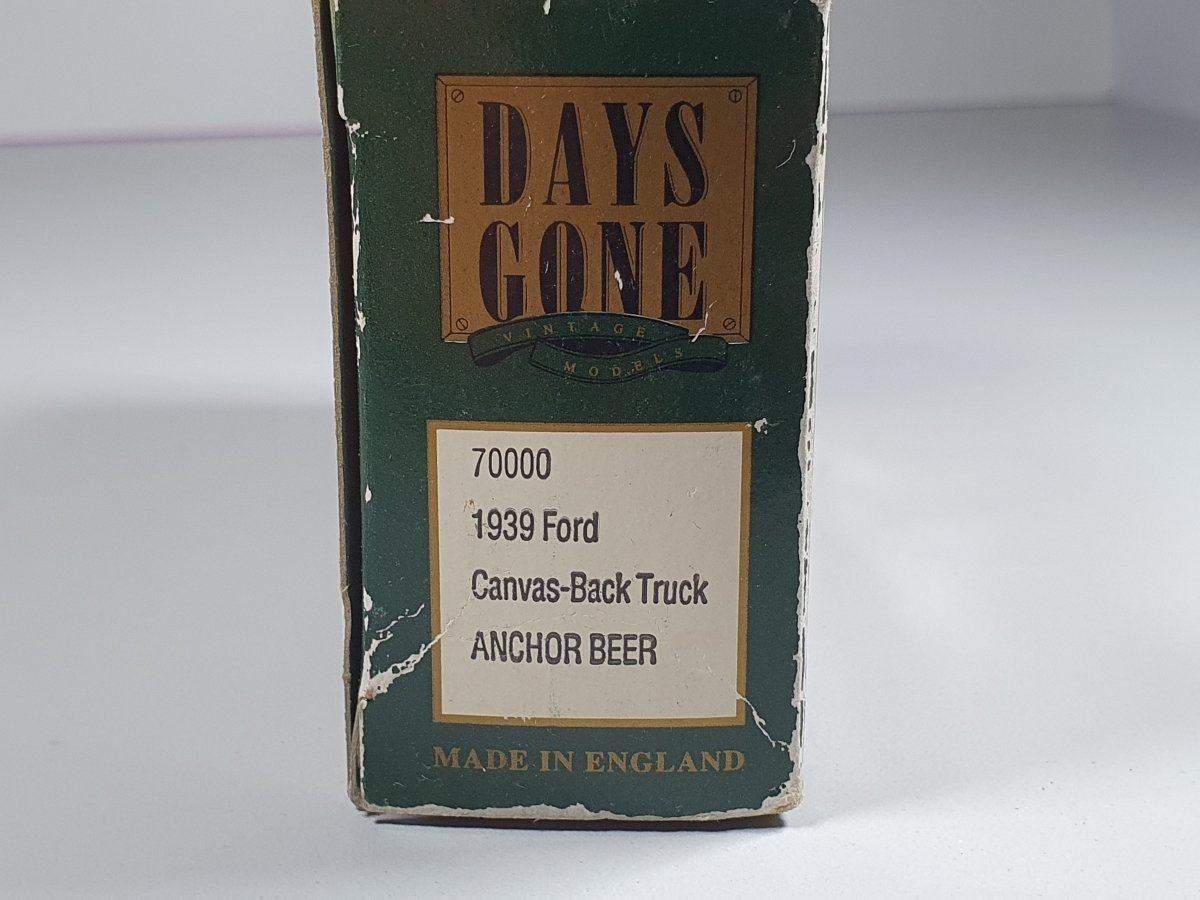 DAYS
GONE
VINTAGE
MODELS
70000
1939 Ford
Canvas-Back Truck
ANCHOR BEER
MADE IN ENGLAND